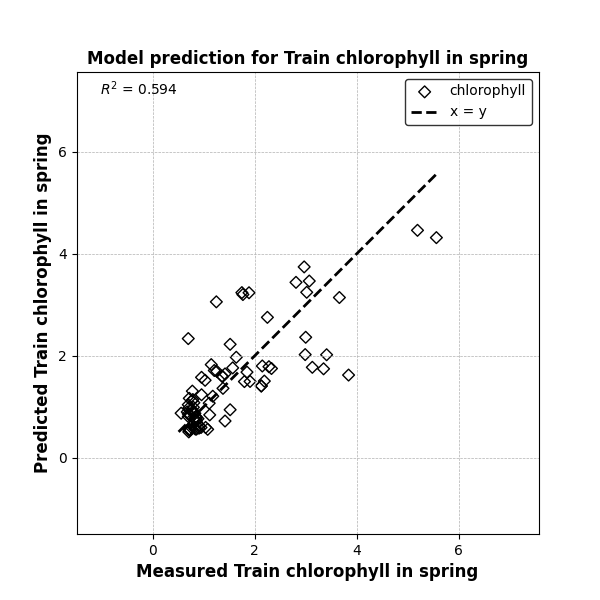 Model prediction for Train chlorophyll in spring
R² = 0.594
chlorophyll
x = y
Predicted Train chlorophyll in spring
6
4
2
0
0 2 4 6
Measured Train chlorophyll in spring